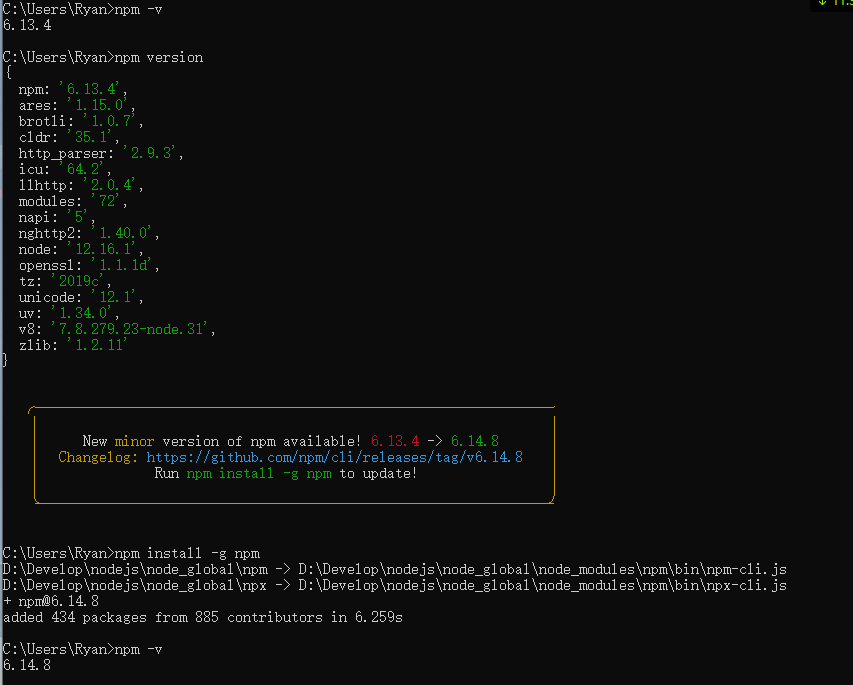 C:\Users\Ryan>npm -v
6.13.4
C:\Users\Ryan>npm version
{
  npm: '6.13.4',
  ares: '1.15.0',
  brotli: '1.0.7',
  cldr: '35.1',
  http_parser: '2.9.3',
  icu: '64.2',
  llhttp: '2.0.4',
  modules: '72',
  napi: '5',
  nghttp2: '1.40.0',
  node: '12.16.1',
  openssl: '1.1.1d',
  tz: '2019c',
  unicode: '12.1',
  uv: '1.34.0',
  v8: '7.8.279.23-node.31',
  zlib: '1.2.11'
}
New minor version of npm available! 6.13.4 -> 6.14.8
Changelog: https://github.com/npm/cli/releases/tag/v6.14.8
Run npm install -g npm to update!
C:\Users\Ryan>npm install -g npm
D:\Develop\nodejs\node_global\npm -> D:\Develop\nodejs\node_global\node_modules\npm\bin\npm-cli.js
D:\Develop\nodejs\node_global\npx -> D:\Develop\nodejs\node_global\node_modules\npm\bin\npx-cli.js
+ npm@6.14.8
added 434 packages from 885 contributors in 6.259s
C:\Users\Ryan>npm -v
6.14.8